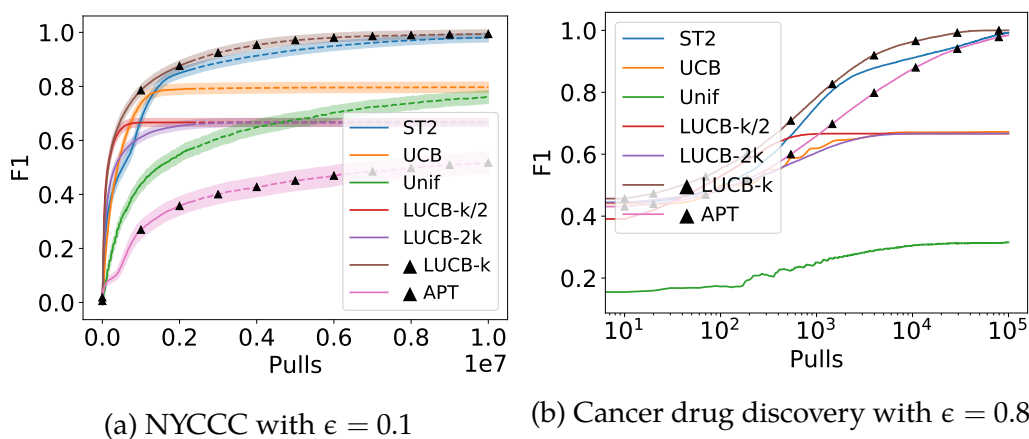 1.0
0.8
0.6
0.4
0.2
0.0
F1
ST2
UCB
Unif
LUCB-k/2
LUCB-2k
▲ LUCB-k
▲ APT
0.0 0.2 0.4 0.6 0.8 1.0
1e7
Pulls
(a) NYCCC with ϵ = 0.1
1.0
0.8
0.6
0.4
0.2
F1
ST2
UCB
Unif
LUCB-k/2
LUCB-2k
▲ LUCB-k
▲ APT
10¹ 10² 10³ 10⁴ 10⁵
Pulls
(b) Cancer drug discovery with ϵ = 0.8